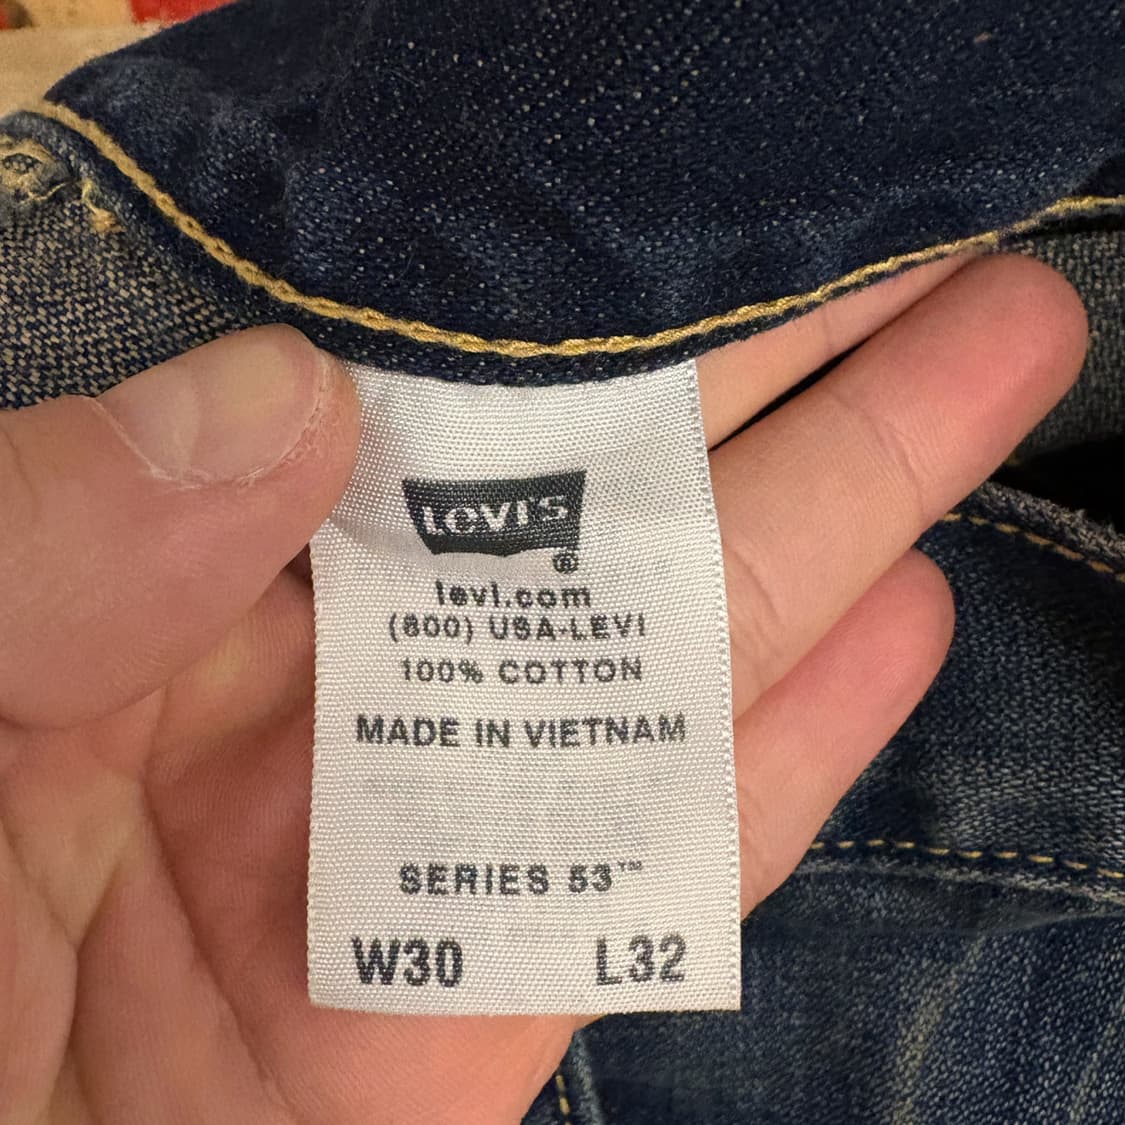 Levi's
®
levi.com
(800) USA-LEVI
100% COTTON
MADE IN VIETNAM
SERIES 53™
W30 L32